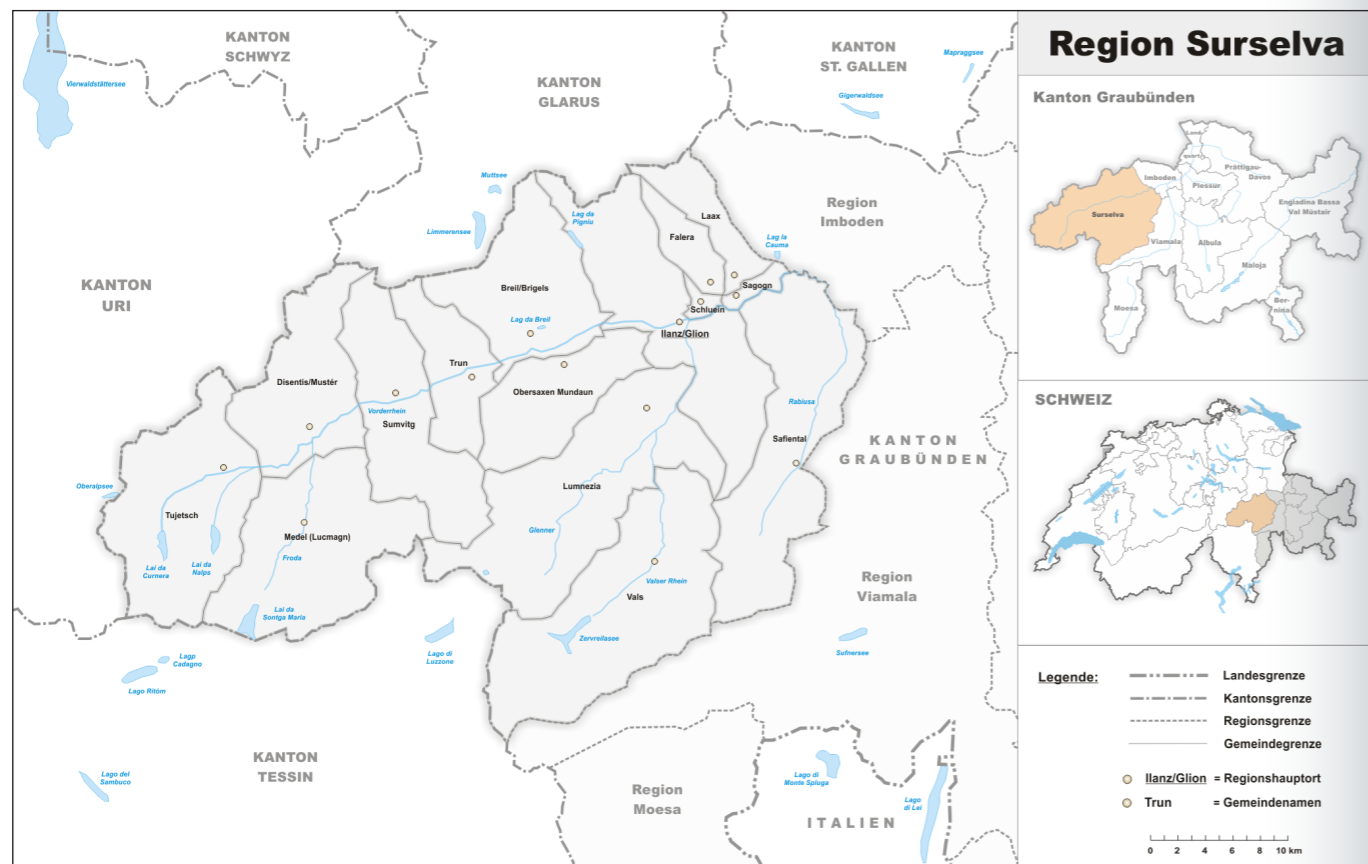 Region Surselva
KANTON
SCHWYZ
KANTON
ST. GALLEN
Mapraggsee
Vierwaldstättersee
KANTON
GLARUS
Gigerwaldsee
Muttsee
Limmerensee
Lag da
Pigniu
Laax
Falera
Region
Imboden
Lag la
Cauma
KANTON
URI
Breil/Brigels
Sagogn
Schluein
Lag da Breil
Ilanz/Glion
Trun
Disentis/Mustér
Obersaxen Mundaun
Vorderrhein
Sumvitg
Rabiusa
Safiental
KANTON
GRAUBÜNDEN
Oberalpsee
Tujetsch
Lumnezia
Glenner
Medel (Lucmagn)
Froda
Lai da
Curnera
Lai da
Nalps
Valser Rhein
Vals
Region
Viamala
Lai da
Sontga Maria
Zervreilasee
Lago di
Luzzone
Sufnersee
Lagp
Cadagno
Lago Ritòm
KANTON
TESSIN
Lago del
Sambuco
Region
Moesa
Lago di
Monte Spluga
Lago
di Lei
ITALIEN
Kanton Graubünden
Land-
quart
Prättigau-
Davos
Imboden
Plessur
Engiadina Bassa
Val Müstair
Surselva
Viamala
Albula
Maloja
Moesa
Ber-
nina
SCHWEIZ
Legende:
Landesgrenze
Kantonsgrenze
Regionsgrenze
Gemeindegrenze
Ilanz/Glion = Regionshauptort
Trun = Gemeindenamen
0 2 4 6 8 10 km